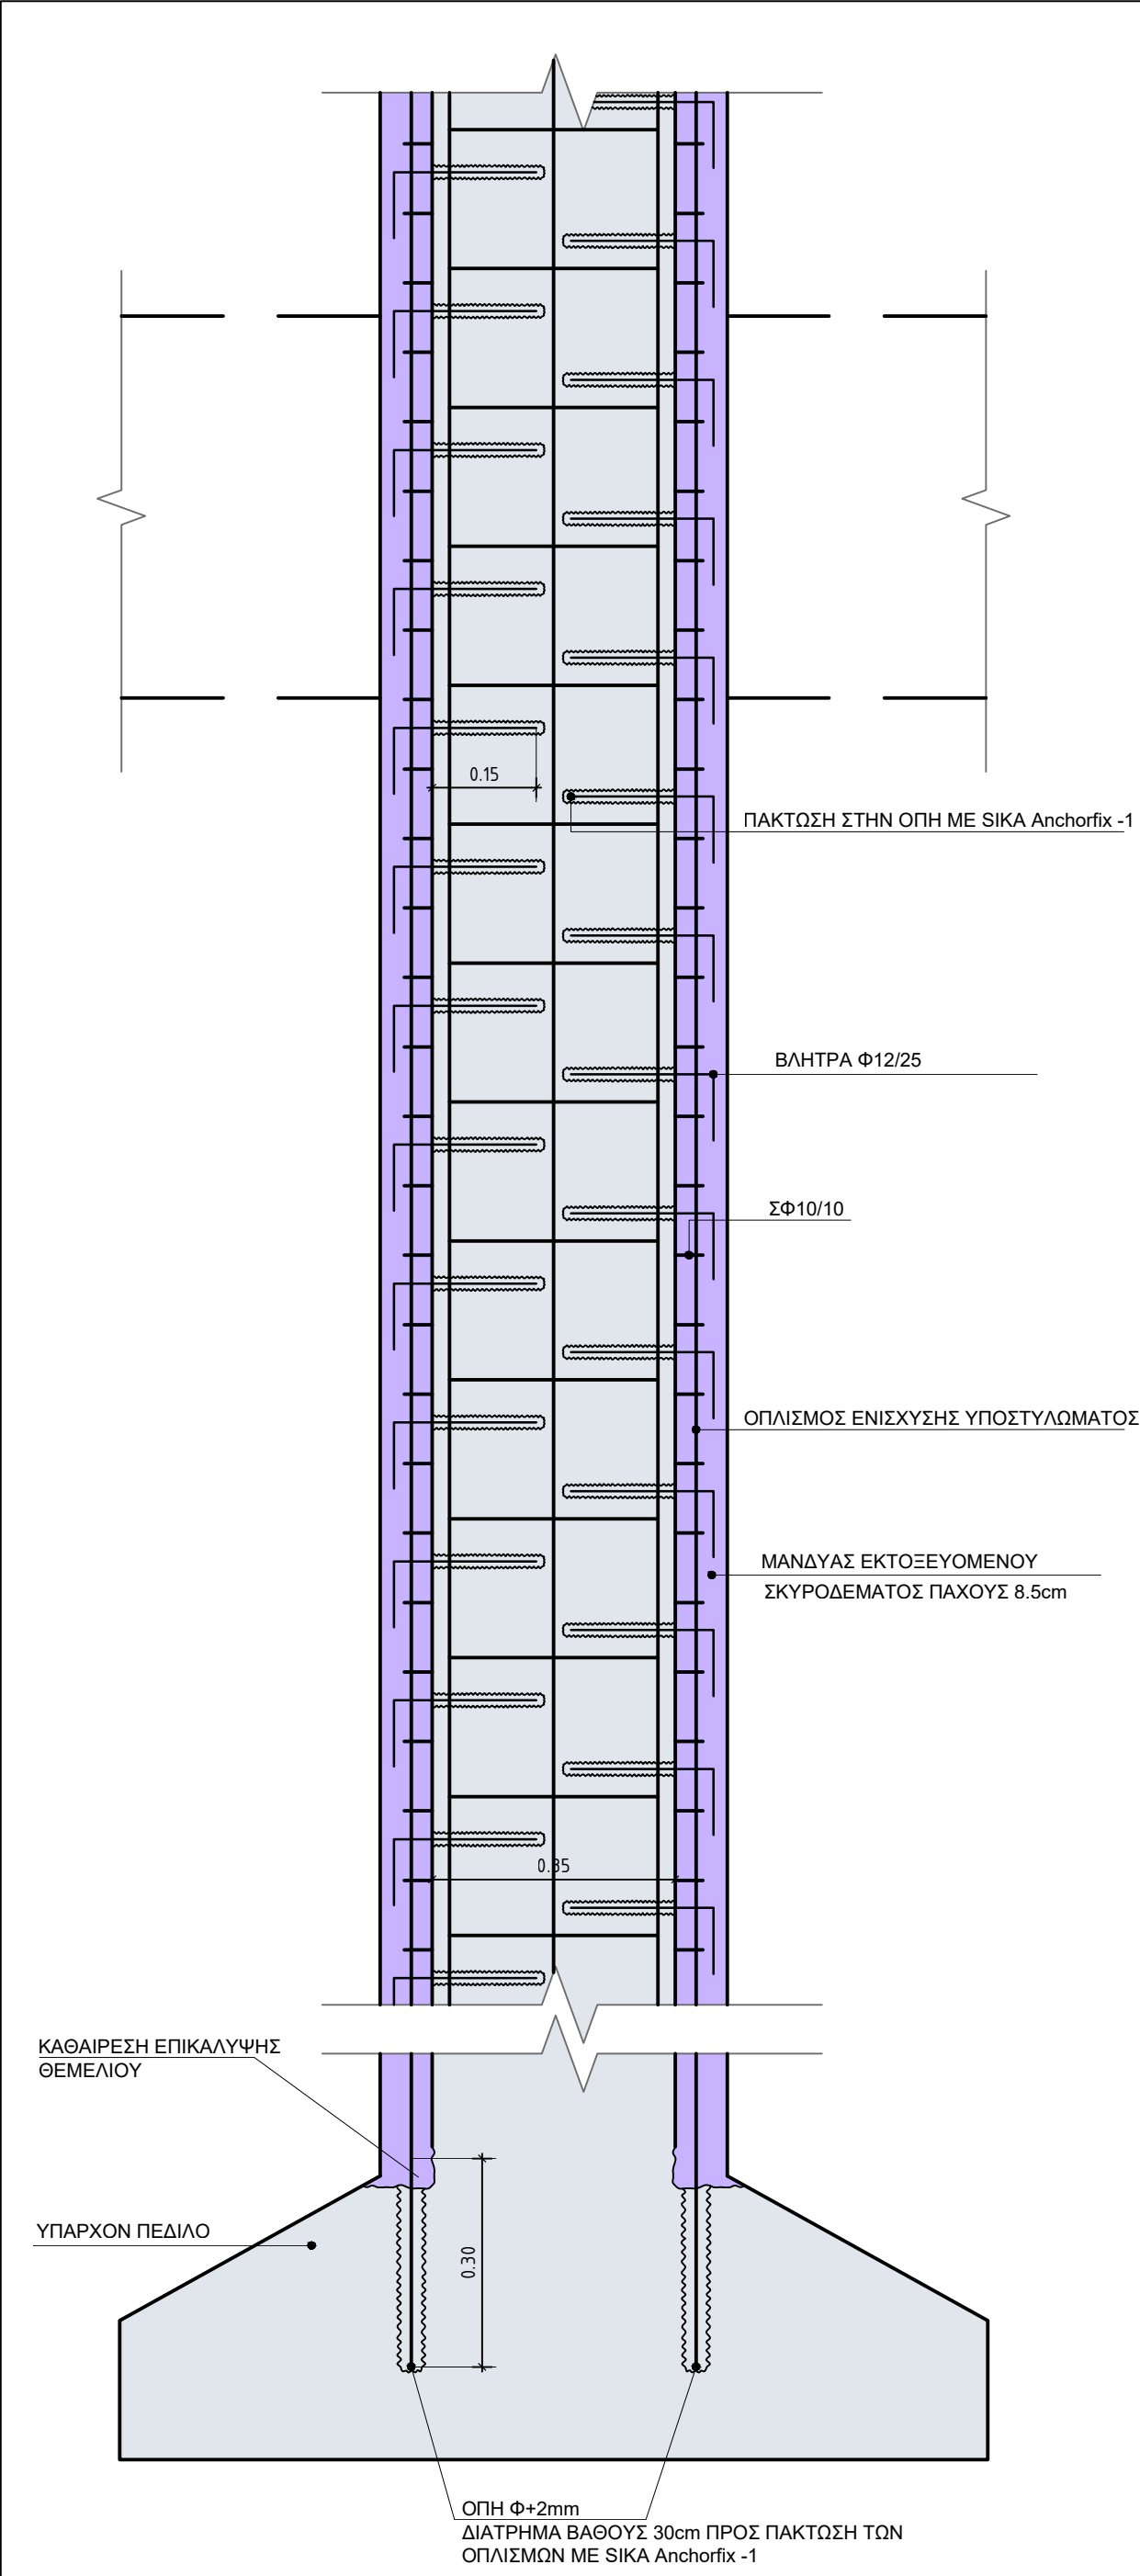 0.15
ΠΑΚΤΩΣΗ ΣΤΗΝ ΟΠΗ ΜΕ SIKA Anchorfix -1
ΒΛΗΤΡΑ Φ12/25
ΣΦ10/10
ΟΠΛΙΣΜΟΣ ΕΝΙΣΧΥΣΗΣ ΥΠΟΣΤΥΛΩΜΑΤΟΣ
ΜΑΝΔΥΑΣ ΕΚΤΟΞΕΥΟΜΕΝΟΥ
ΣΚΥΡΟΔΕΜΑΤΟΣ ΠΑΧΟΥΣ 8.5cm
0.35
ΚΑΘΑΙΡΕΣΗ ΕΠΙΚΑΛΥΨΗΣ
ΘΕΜΕΛΙΟΥ
ΥΠΑΡΧΟΝ ΠΕΔΙΛΟ
0.30
ΟΠΗ Φ+2mm
ΔΙΑΤΡΗΜΑ ΒΑΘΟΥΣ 30cm ΠΡΟΣ ΠΑΚΤΩΣΗ ΤΩΝ
ΟΠΛΙΣΜΩΝ ΜΕ SIKA Anchorfix -1